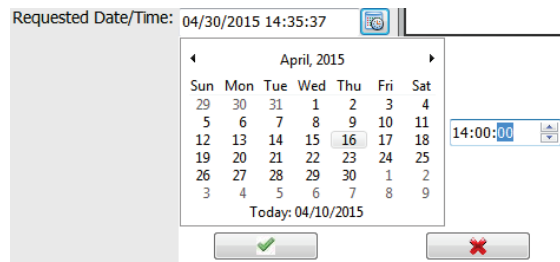 Requested Date/Time: 04/30/2015 14:35:37
April, 2015
Sun Mon Tue Wed Thu Fri Sat
29 30 31 1 2 3 4
5 6 7 8 9 10 11
12 13 14 15 16 17 18
19 20 21 22 23 24 25
26 27 28 29 30 1 2
3 4 5 6 7 8 9
Today: 04/10/2015
14:00:00